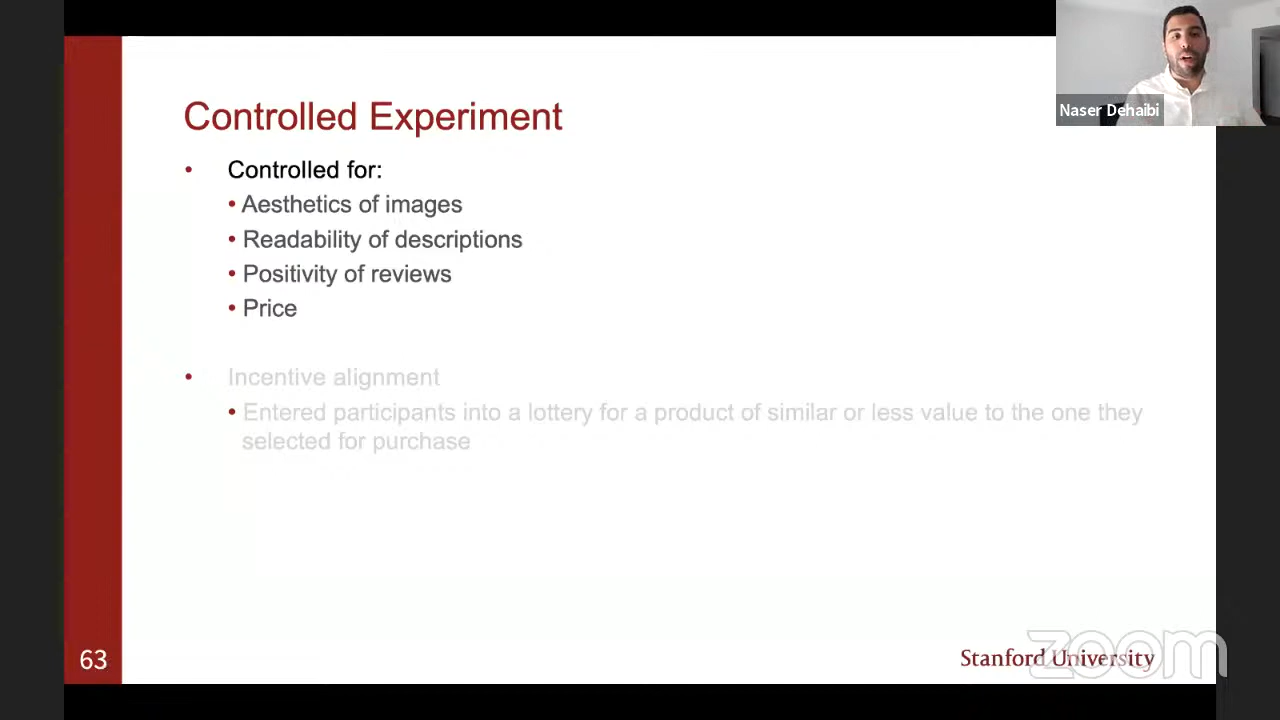 Naser Dehaibi
Controlled Experiment
• Controlled for:
• Aesthetics of images
• Readability of descriptions
• Positivity of reviews
• Price
• Incentive alignment
• Entered participants into a lottery for a product of similar or less value to the one they
selected for purchase
63
Stanford University
zoom